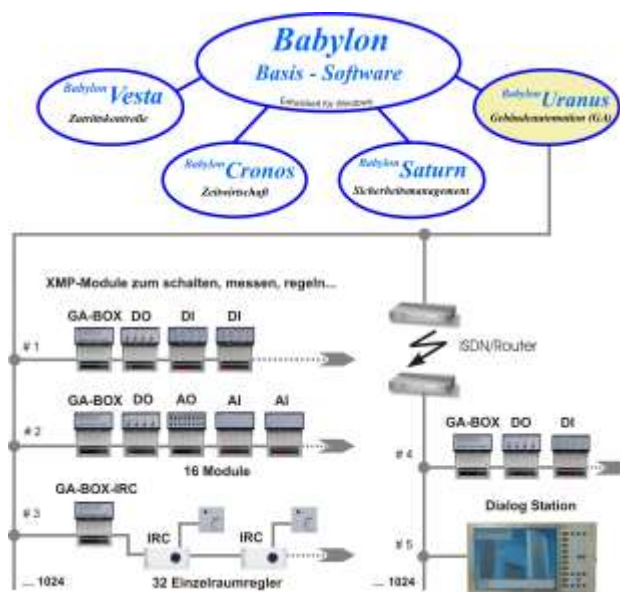 Babylon
Basis - Software
Entwickelt für Windows
Babylon Vesta
Zutrittskontrolle
Babylon Uranus
Gebäudeautomation (GA)
Babylon Cronos
Zeitwirtschaft
Babylon Saturn
Sicherheitsmanagement
XMP-Module zum schalten, messen, regeln...
GA-BOX DO DI DI
# 1
ISDN/Router
GA-BOX DO AO AI AI
# 2
16 Module
GA-BOX DO DI
# 4
GA-BOX-IRC
# 3
IRC IRC
32 Einzelraumregler
Dialog Station
# 5
... 1024
... 1024